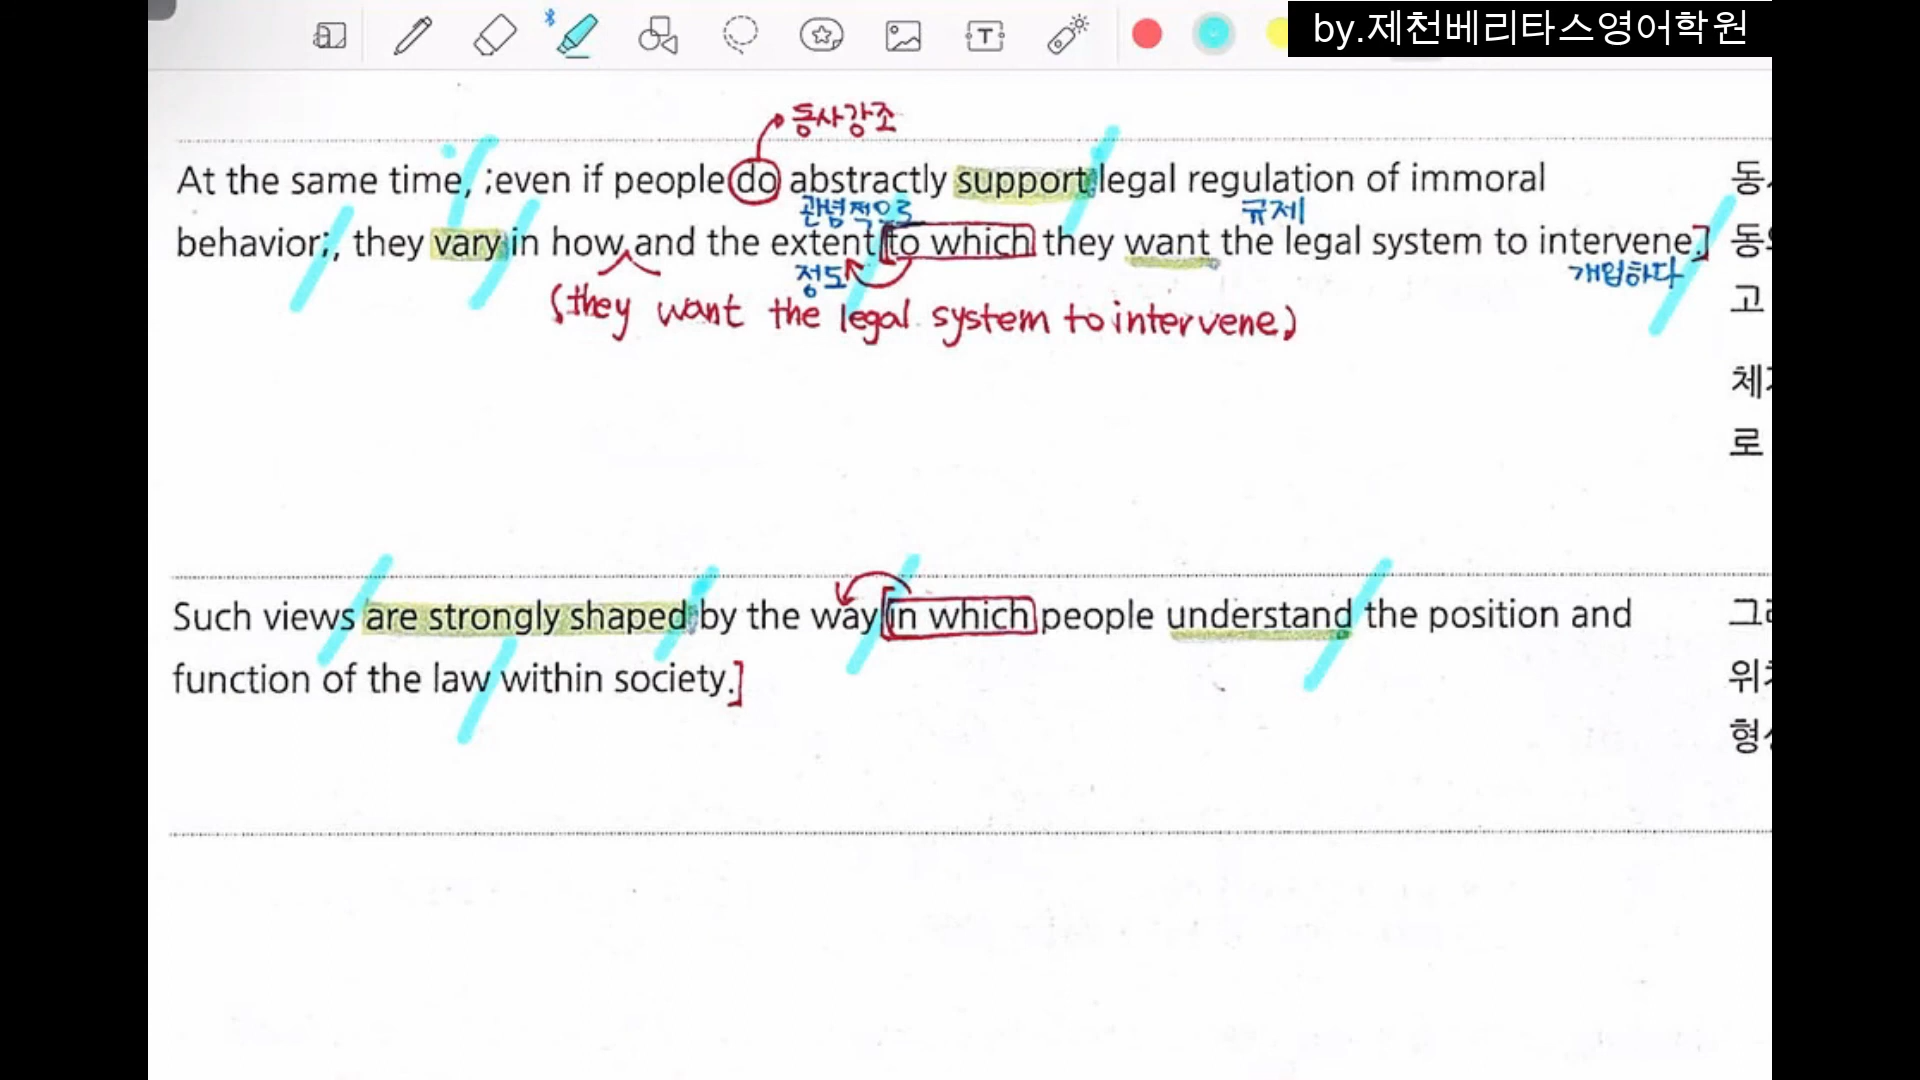 by.제천베리타스영어학원
동사강조
At the same time, ;even if people do abstractly support legal regulation of immoral
동
관념적으로
규제
behavior;, they vary in how and the extent to which they want the legal system to intervene.]
동
정도
개입하다
(they want the legal system to intervene)
고
체
로
Such views are strongly shaped by the way [in which people understand the position and
그
function of the law within society.]
위
형